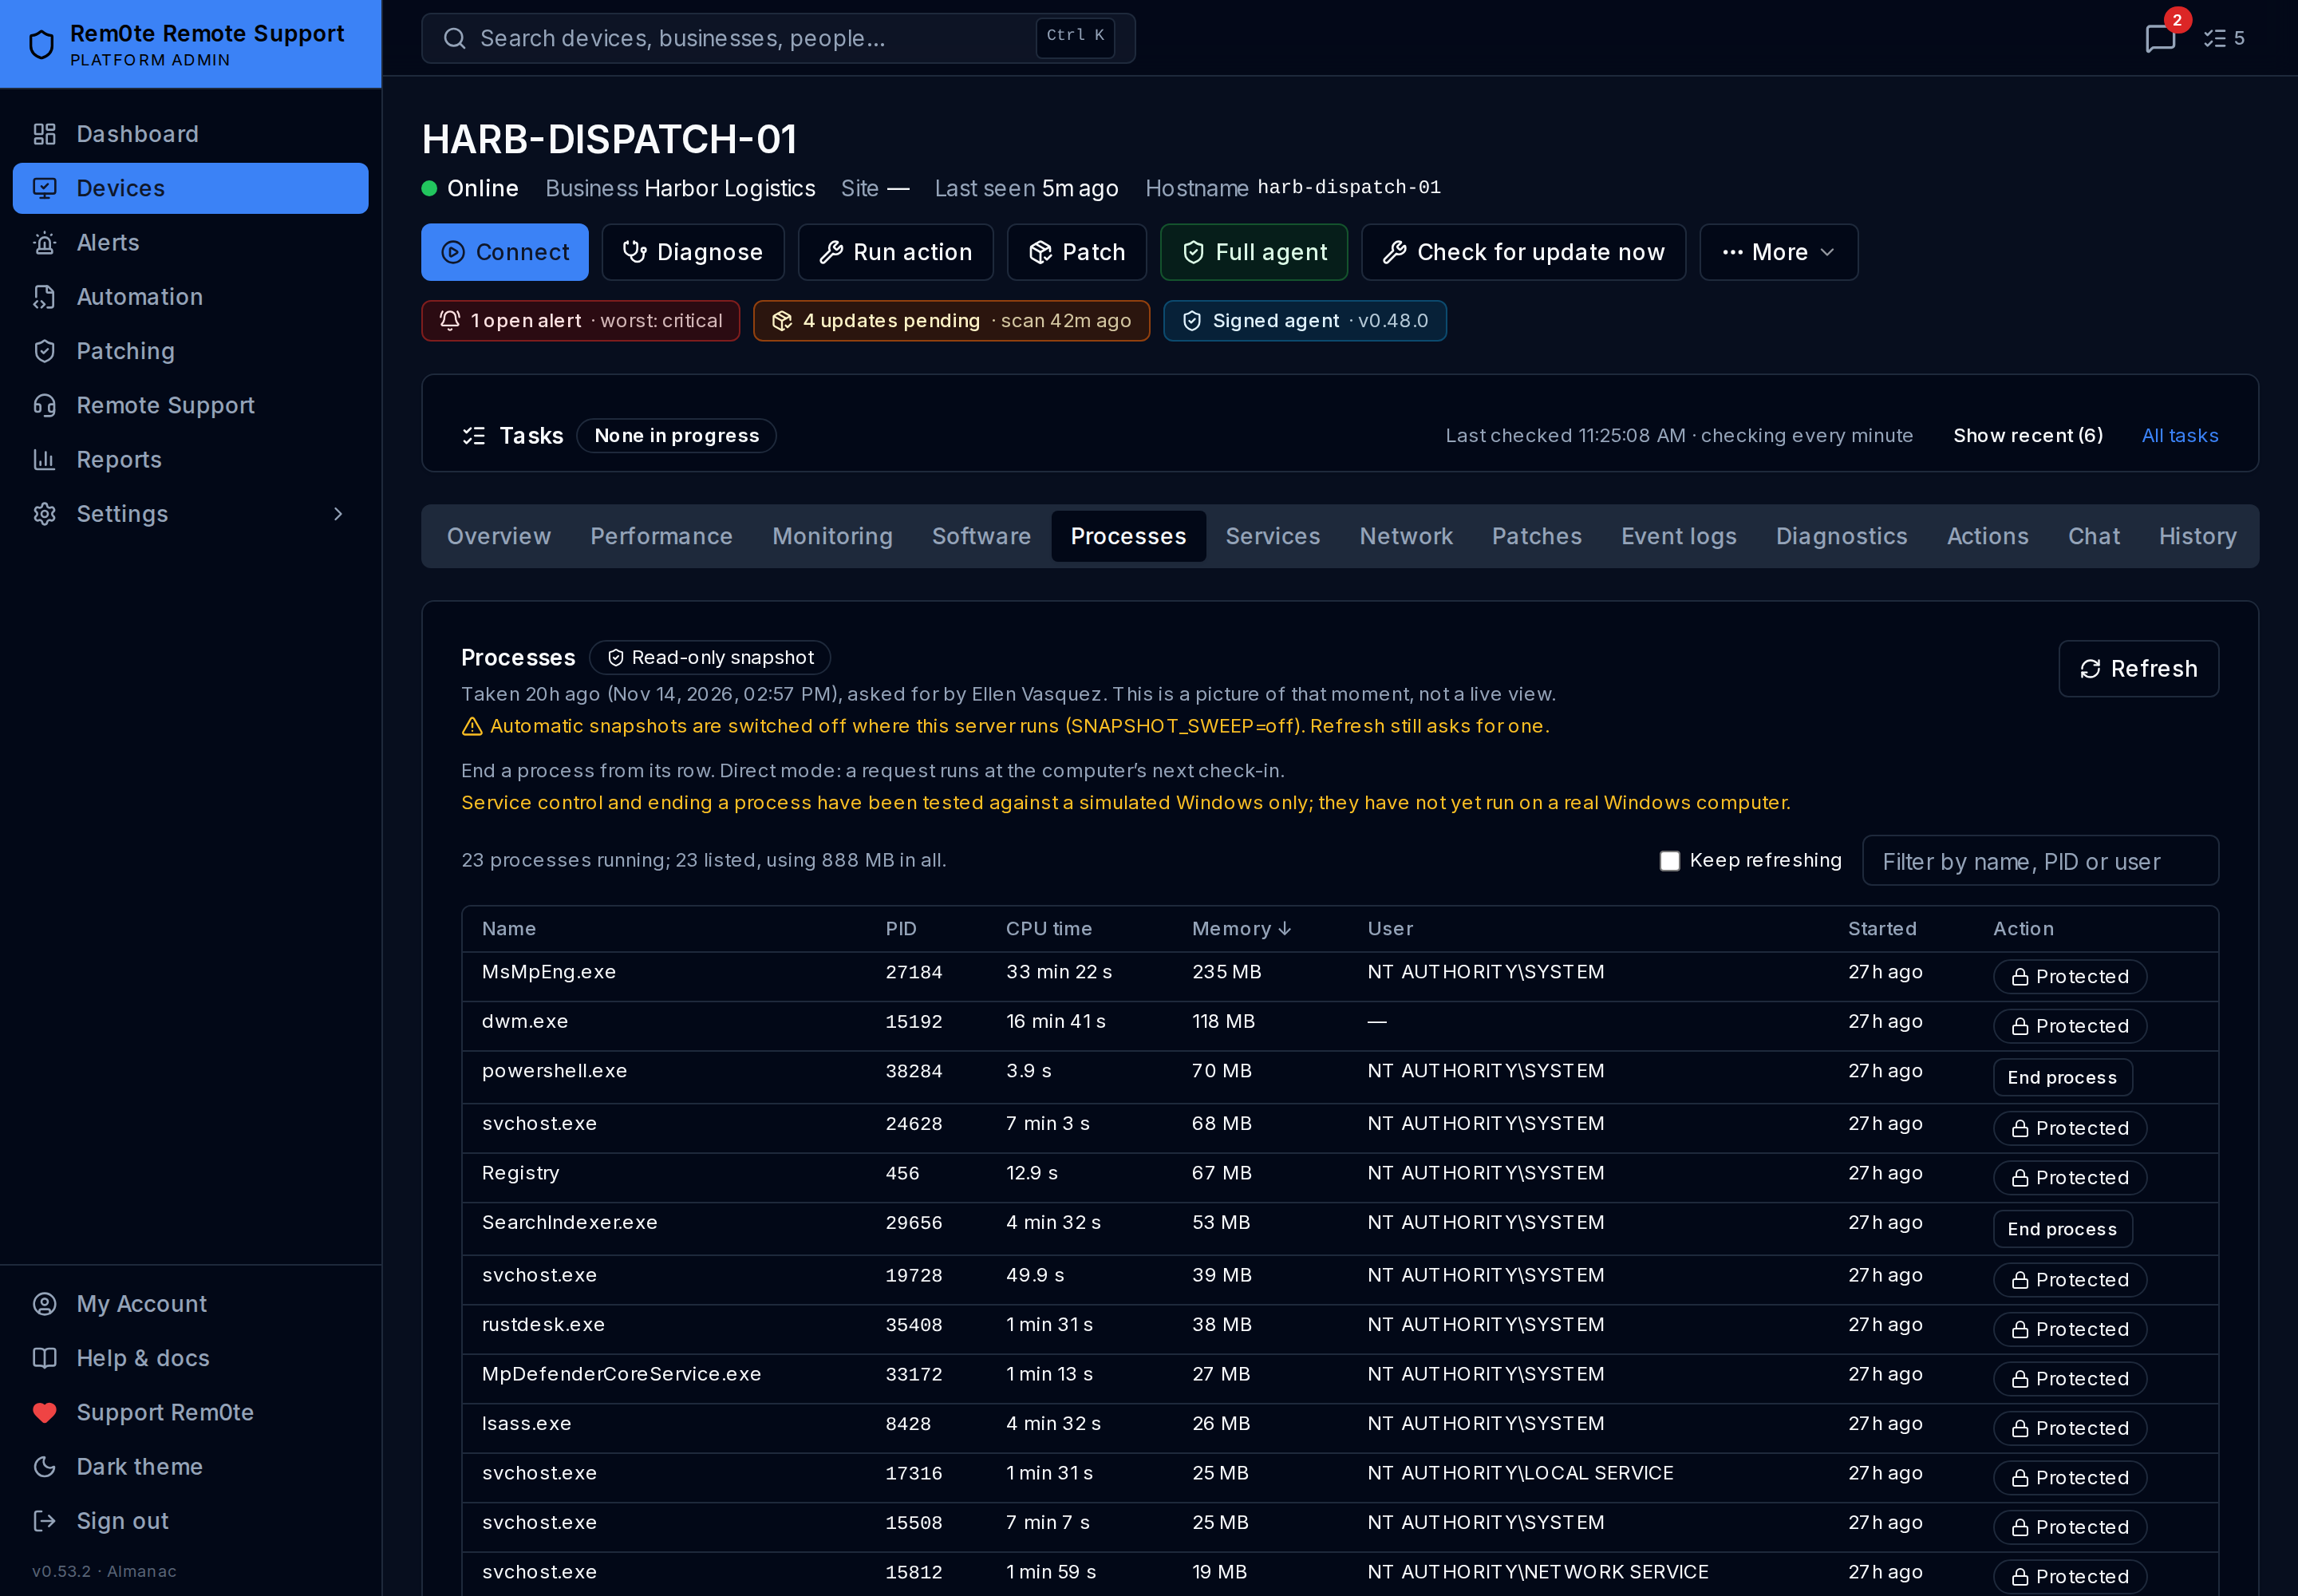 Rem0te Remote Support
PLATFORM ADMIN
Search devices, businesses, people... Ctrl K
2
5
Dashboard
Devices
Alerts
Automation
Patching
Remote Support
Reports
Settings
My Account
Help & docs
Support Rem0te
Dark theme
Sign out
v0.53.2 · Almanac
HARB-DISPATCH-01
Online Business Harbor Logistics Site — Last seen 5m ago Hostname harb-dispatch-01
Connect Diagnose Run action Patch Full agent Check for update now More
1 open alert · worst: critical 4 updates pending · scan 42m ago Signed agent · v0.48.0
Tasks None in progress Last checked 11:25:08 AM · checking every minute Show recent (6) All tasks
Overview Performance Monitoring Software Processes Services Network Patches Event logs Diagnostics Actions Chat History
Processes Read-only snapshot Refresh
Taken 20h ago (Nov 14, 2026, 02:57 PM), asked for by Ellen Vasquez. This is a picture of that moment, not a live view.
Automatic snapshots are switched off where this server runs (SNAPSHOT_SWEEP=off). Refresh still asks for one.
End a process from its row. Direct mode: a request runs at the computer’s next check-in.
Service control and ending a process have been tested against a simulated Windows only; they have not yet run on a real Windows computer.
23 processes running; 23 listed, using 888 MB in all. Keep refreshing Filter by name, PID or user
Name PID CPU time Memory ↓ User Started Action
MsMpEng.exe 27184 33 min 22 s 235 MB NT AUTHORITY\SYSTEM 27h ago Protected
dwm.exe 15192 16 min 41 s 118 MB — 27h ago Protected
powershell.exe 38284 3.9 s 70 MB NT AUTHORITY\SYSTEM 27h ago End process
svchost.exe 24628 7 min 3 s 68 MB NT AUTHORITY\SYSTEM 27h ago Protected
Registry 456 12.9 s 67 MB NT AUTHORITY\SYSTEM 27h ago Protected
SearchIndexer.exe 29656 4 min 32 s 53 MB NT AUTHORITY\SYSTEM 27h ago End process
svchost.exe 19728 49.9 s 39 MB NT AUTHORITY\SYSTEM 27h ago Protected
rustdesk.exe 35408 1 min 31 s 38 MB NT AUTHORITY\SYSTEM 27h ago Protected
MpDefenderCoreService.exe 33172 1 min 13 s 27 MB NT AUTHORITY\SYSTEM 27h ago Protected
lsass.exe 8428 4 min 32 s 26 MB NT AUTHORITY\SYSTEM 27h ago Protected
svchost.exe 17316 1 min 31 s 25 MB NT AUTHORITY\LOCAL SERVICE 27h ago Protected
svchost.exe 15508 7 min 7 s 25 MB NT AUTHORITY\SYSTEM 27h ago Protected
svchost.exe 15812 1 min 59 s 19 MB NT AUTHORITY\NETWORK SERVICE 27h ago Protected